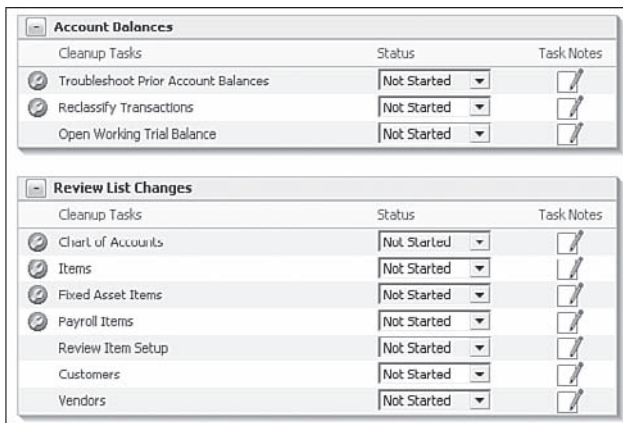 Account Balances
Cleanup Tasks Status Task Notes
Troubleshoot Prior Account Balances Not Started
Reclassify Transactions Not Started
Open Working Trial Balance Not Started
Review List Changes
Cleanup Tasks Status Task Notes
Chart of Accounts Not Started
Items Not Started
Fixed Asset Items Not Started
Payroll Items Not Started
Review Item Setup Not Started
Customers Not Started
Vendors Not Started